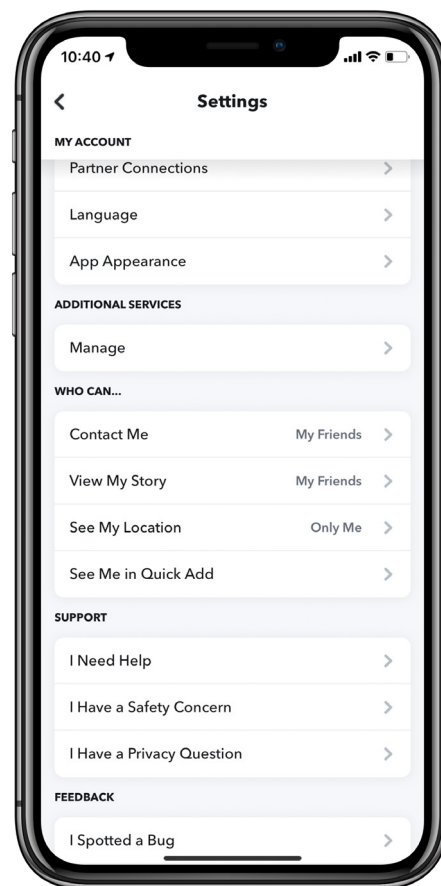 10:40
Settings
MY ACCOUNT
Partner Connections
Language
App Appearance
ADDITIONAL SERVICES
Manage
WHO CAN...
Contact Me My Friends
View My Story My Friends
See My Location Only Me
See Me in Quick Add
SUPPORT
I Need Help
I Have a Safety Concern
I Have a Privacy Question
FEEDBACK
I Spotted a Bug